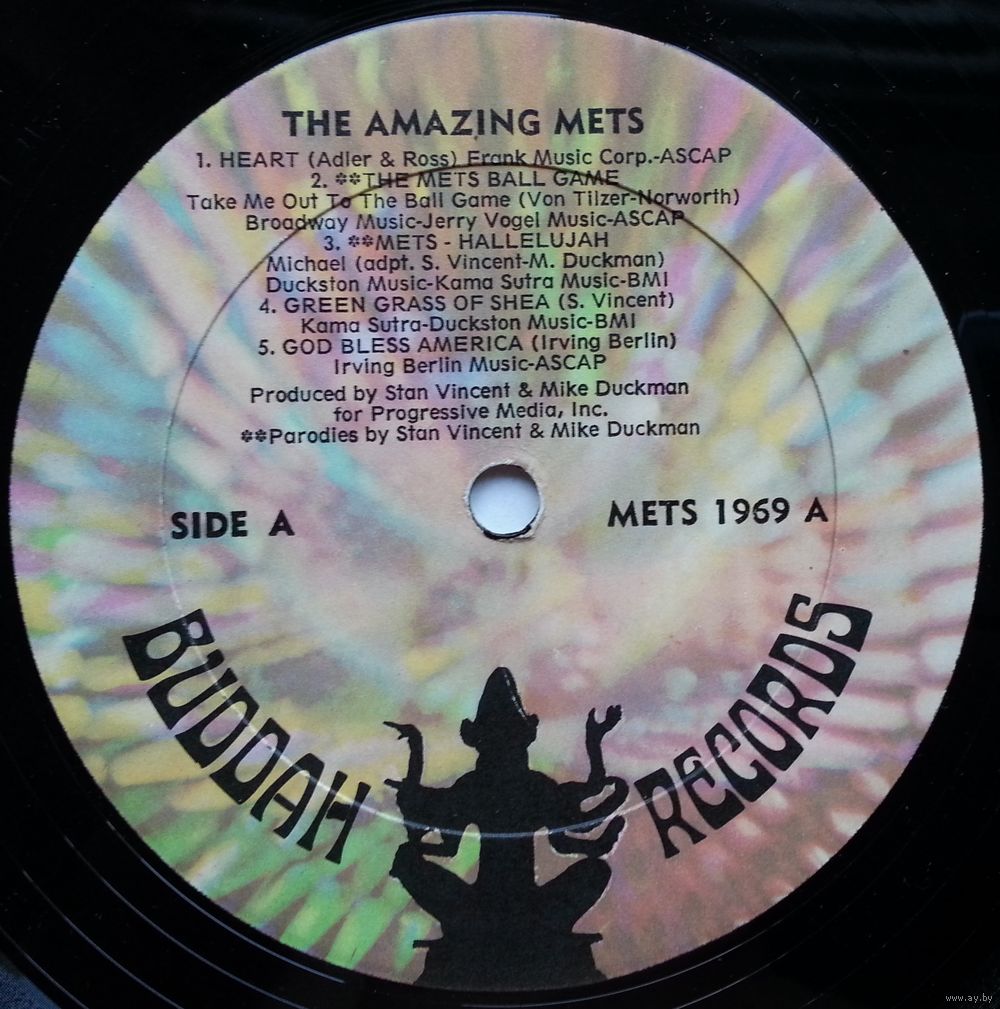 THE AMAZING METS
1. HEART (Adler & Ross) Frank Music Corp.-ASCAP
2. **THE METS BALL GAME
Take Me Out To The Ball Game (Von Tilzer-Norworth)
Broadway Music-Jerry Vogel Music-ASCAP
3. **METS - HALLELUJAH
Michael (adpt. S. Vincent-M. Duckman)
Duckston Music-Kama Sutra Music-BMI
4. GREEN GRASS OF SHEA (S. Vincent)
Kama Sutra-Duckston Music-BMI
5. GOD BLESS AMERICA (Irving Berlin)
Irving Berlin Music-ASCAP
Produced by Stan Vincent & Mike Duckman
for Progressive Media, Inc.
**Parodies by Stan Vincent & Mike Duckman
SIDE A
METS 1969 A
BUDDAH RECORDS
www.ay.by